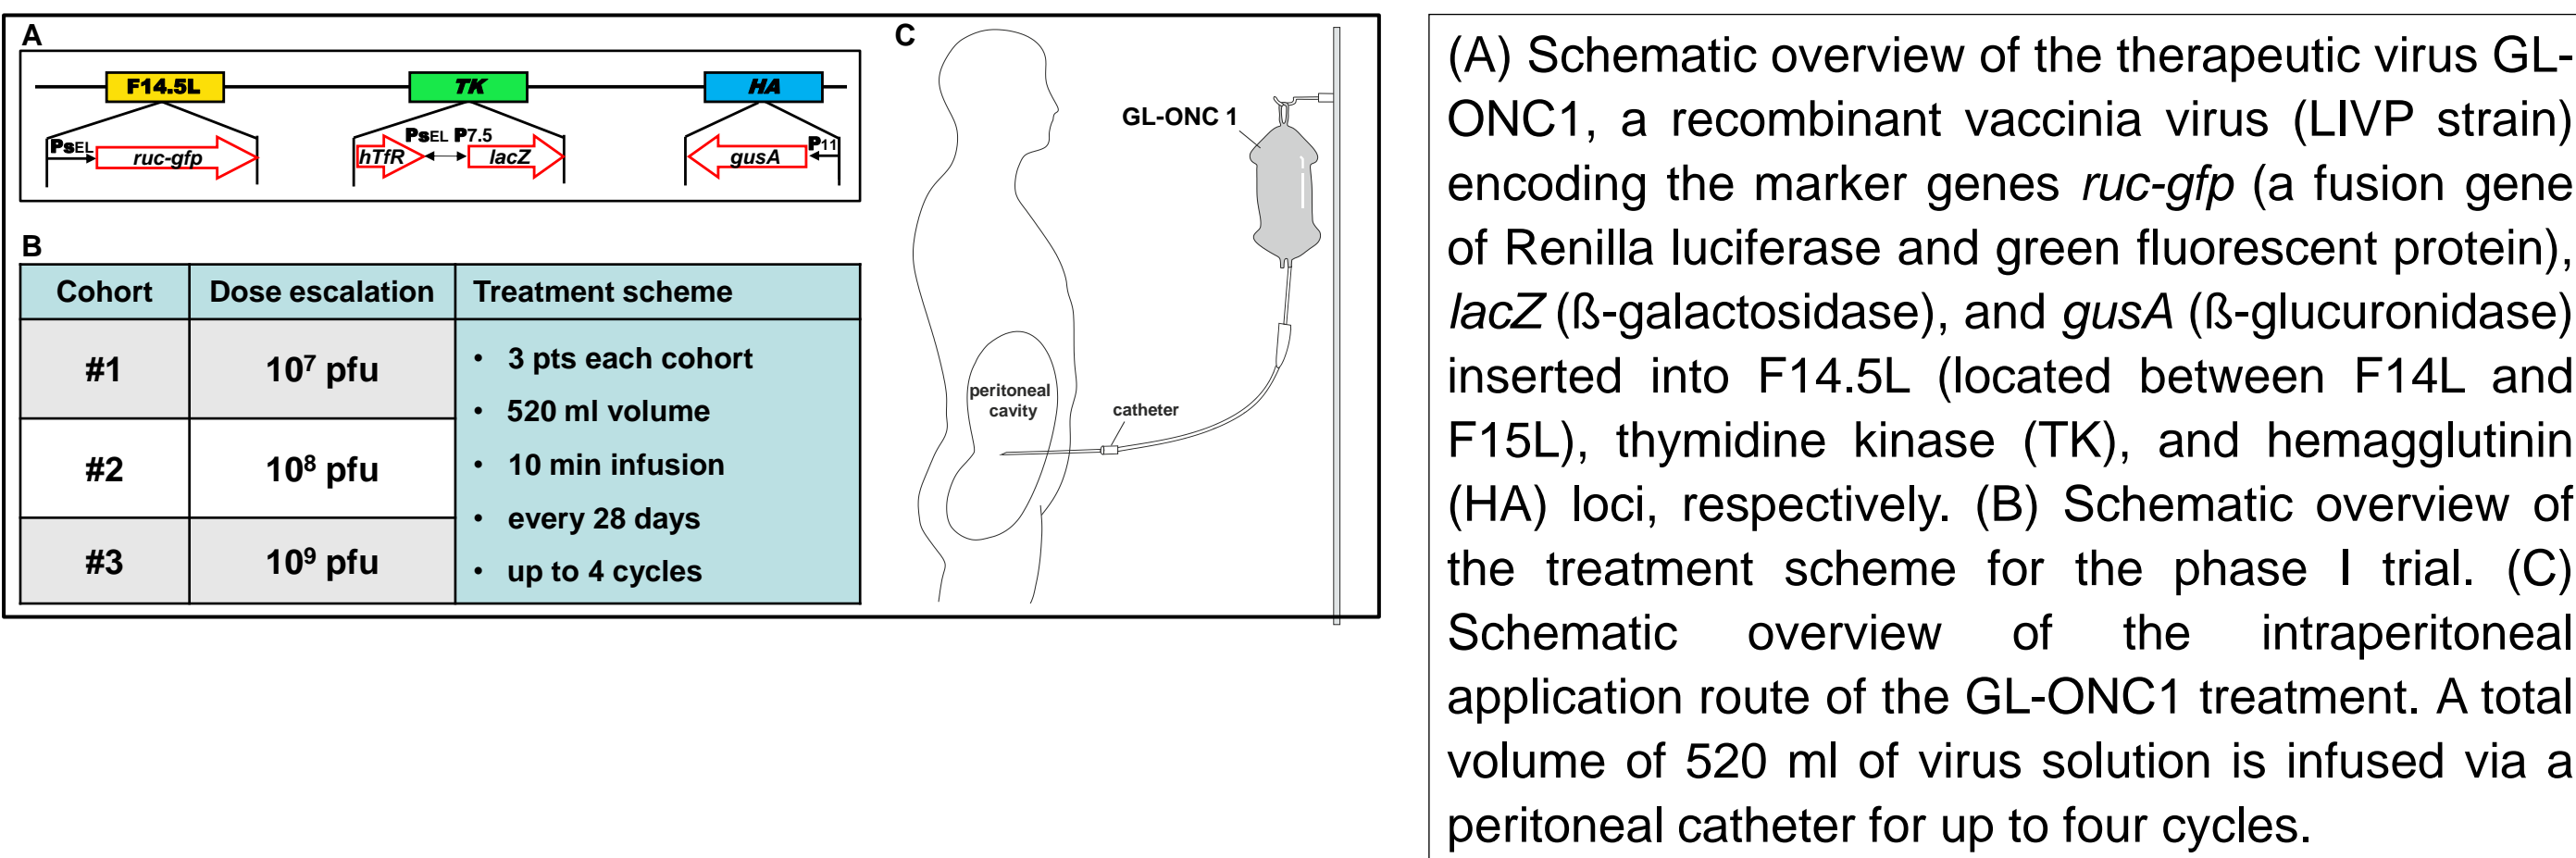 A
F14.5L TK HA
PsEL ruc-gfp
hTfR PsEL P7.5 lacZ
gusA P11
B
Cohort Dose escalation Treatment scheme
#1 10⁷ pfu
#2 10⁸ pfu
#3 10⁹ pfu
• 3 pts each cohort
• 520 ml volume
• 10 min infusion
• every 28 days
• up to 4 cycles
C
GL-ONC 1
peritoneal
cavity
catheter
(A) Schematic overview of the therapeutic virus GL-
ONC1, a recombinant vaccinia virus (LIVP strain)
encoding the marker genes ruc-gfp (a fusion gene
of Renilla luciferase and green fluorescent protein),
lacZ (ß-galactosidase), and gusA (ß-glucuronidase)
inserted into F14.5L (located between F14L and
F15L), thymidine kinase (TK), and hemagglutinin
(HA) loci, respectively. (B) Schematic overview of
the treatment scheme for the phase I trial. (C)
Schematic overview of the intraperitoneal
application route of the GL-ONC1 treatment. A total
volume of 520 ml of virus solution is infused via a
peritoneal catheter for up to four cycles.